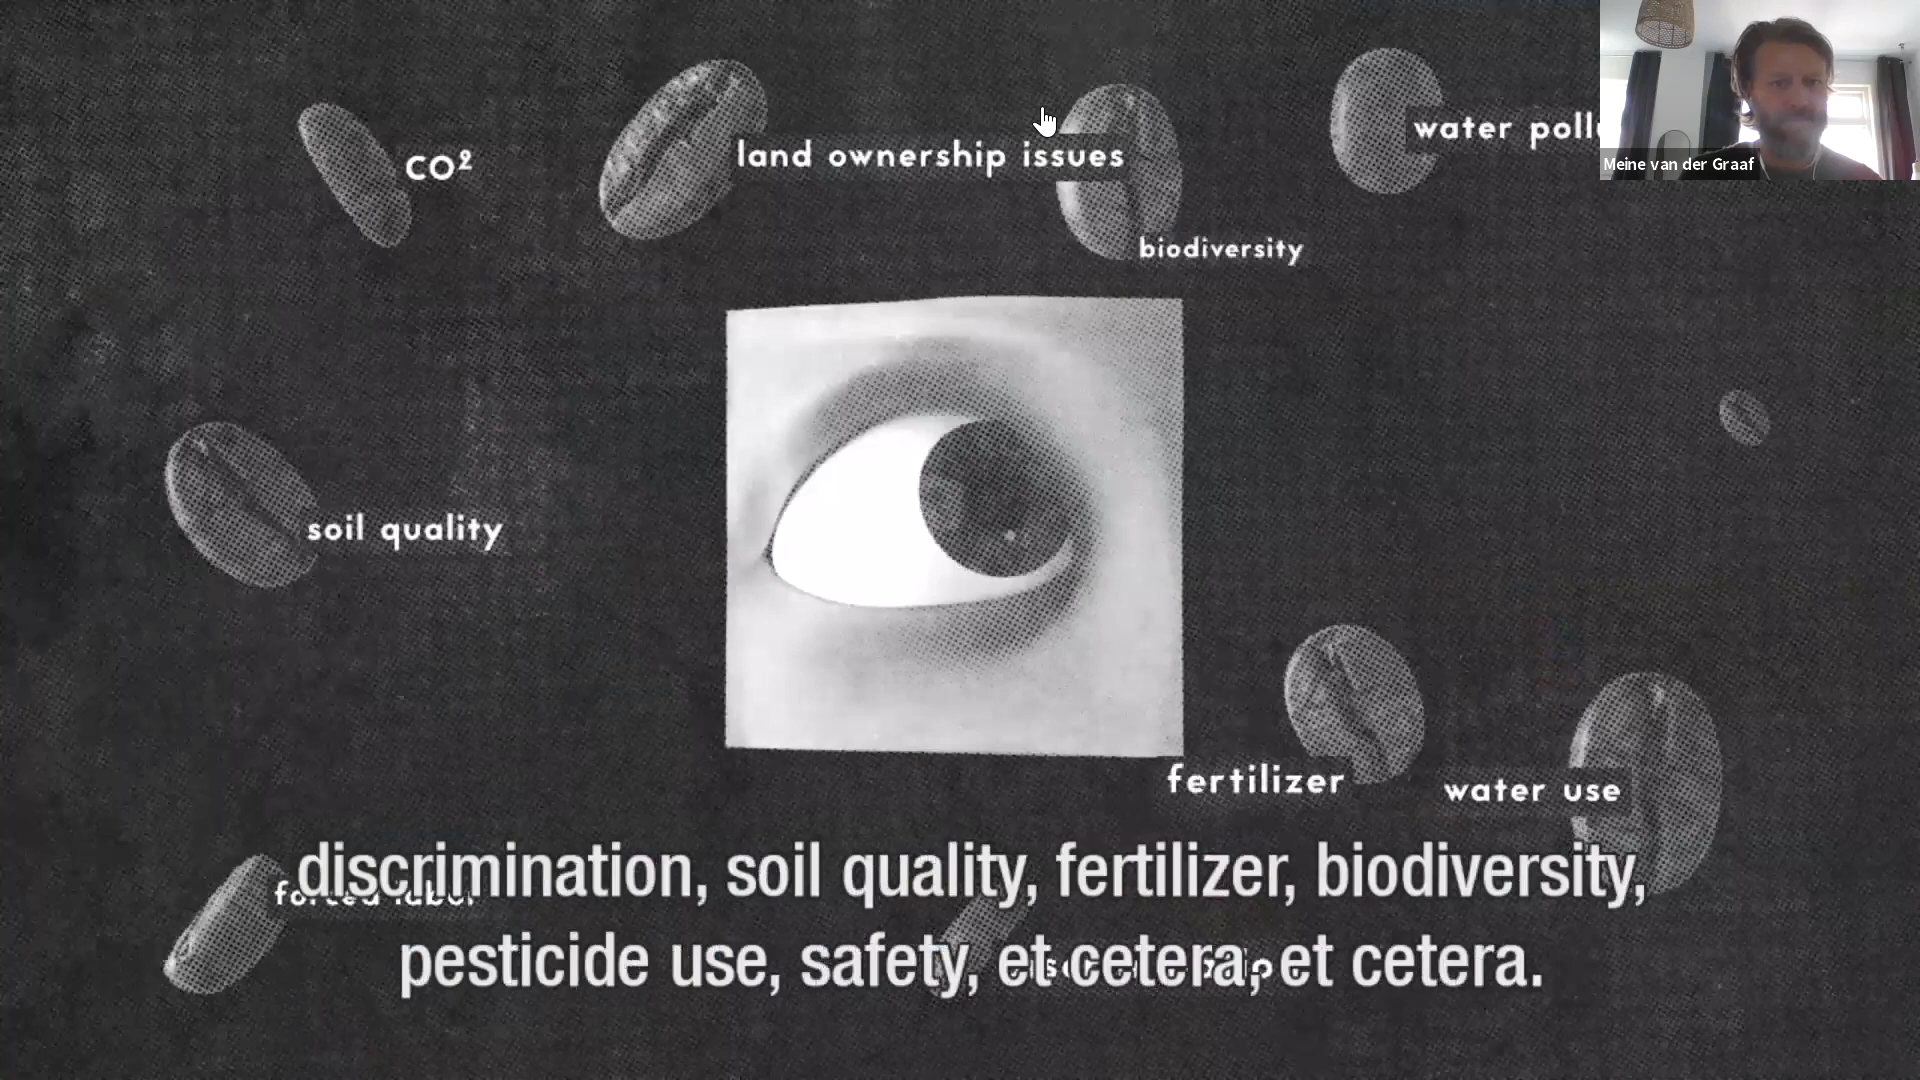 CO²
land ownership issues
water poll
Meine van der Graaf
biodiversity
soil quality
fertilizer
water use
discrimination, soil quality, fertilizer, biodiversity,
pesticide use, safety, et cetera, et cetera.